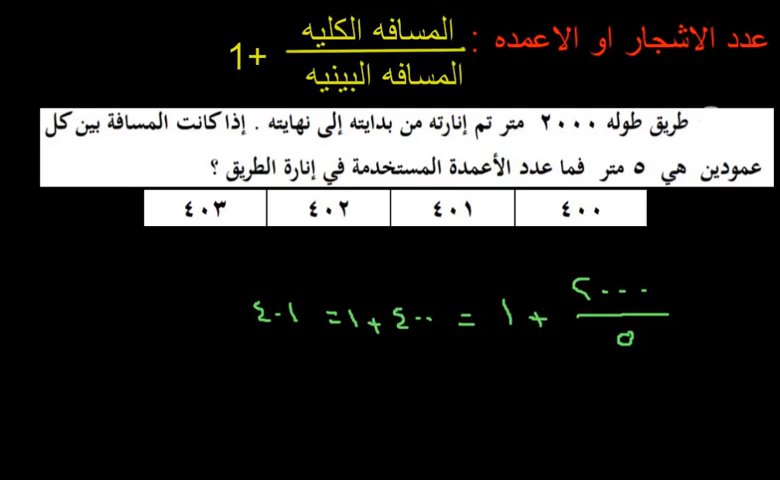 عدد الاشجار او الاعمده : المسافه الكليه / المسافه البينيه +1
طريق طوله ٢٠٠٠ متر تم إنارته من بدايته إلى نهايته . إذا كانت المسافة بين كل
عمودين هي ٥ متر فما عدد الأعمدة المستخدمة في إنارة الطريق ؟
٤٠٠ ٤٠١ ٤٠٢ ٤٠٣
٢٠٠٠ / ٥ + ١ = ٤٠٠ + ١ = ٤٠١